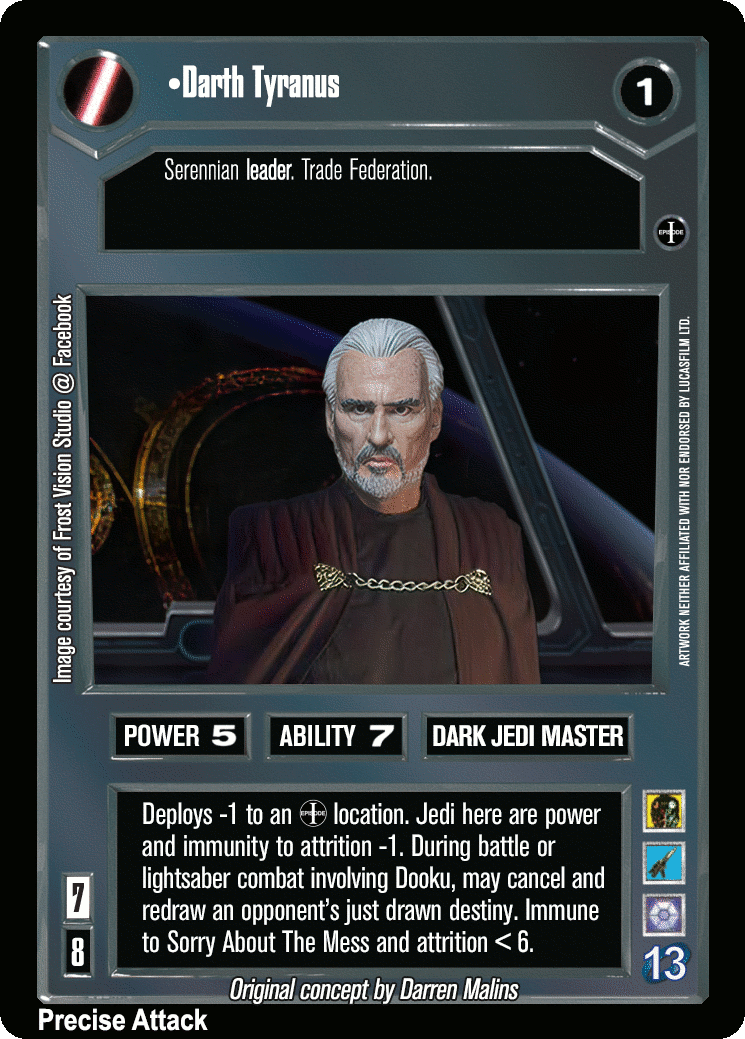 •Darth Tyranus
1
Serennian leader. Trade Federation.
EPISODE I
Image courtesy of Frost Vision Studio @ Facebook
ARTWORK NEITHER AFFILIATED WITH NOR ENDORSED BY LUCASFILM LTD.
POWER 5
ABILITY 7
DARK JEDI MASTER
Deploys -1 to an EPISODE I location. Jedi here are power
and immunity to attrition -1. During battle or
lightsaber combat involving Dooku, may cancel and
redraw an opponent's just drawn destiny. Immune
to Sorry About The Mess and attrition < 6.
7
8
13
Original concept by Darren Malins
Precise Attack